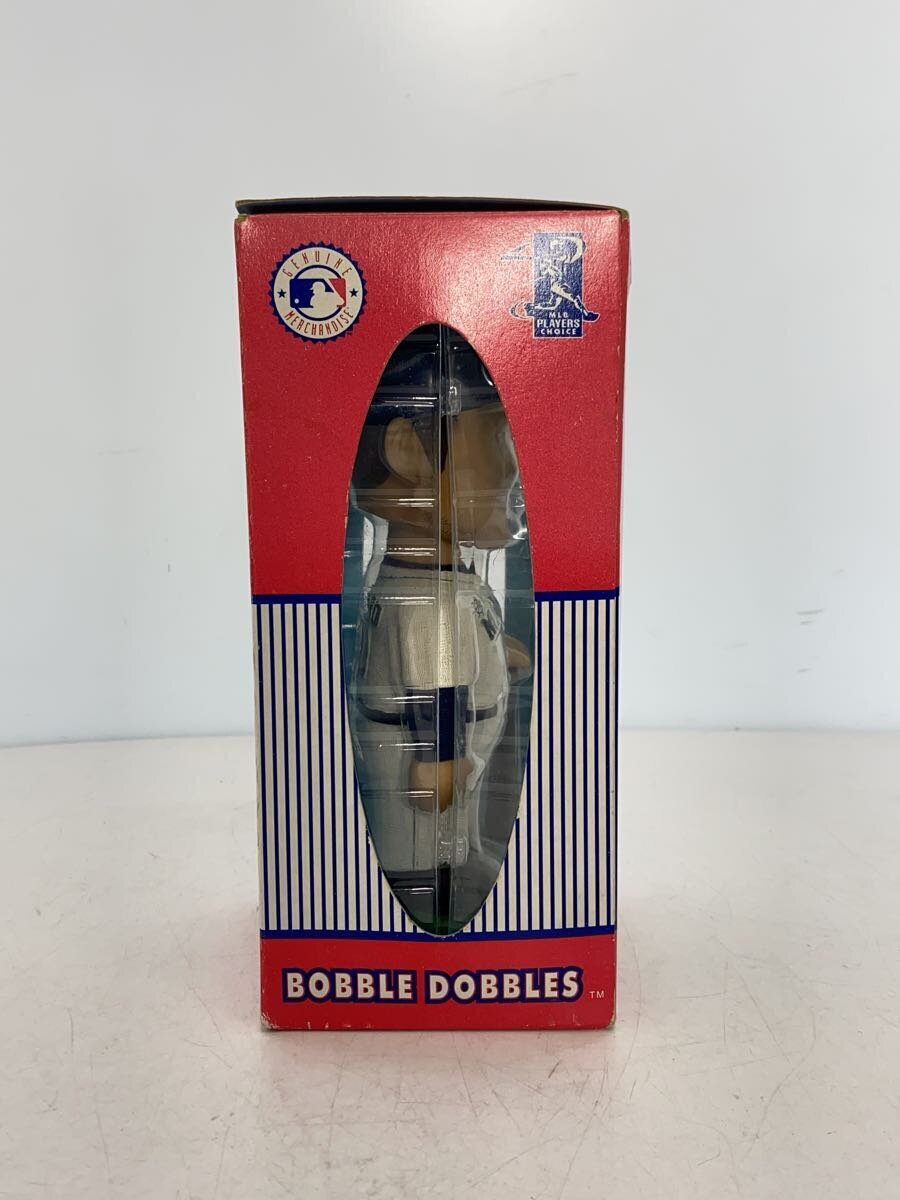 GENUINE
MERCHANDISE
MLB
PLAYERS
CHOICE
BOBBLE DOBBLES TM